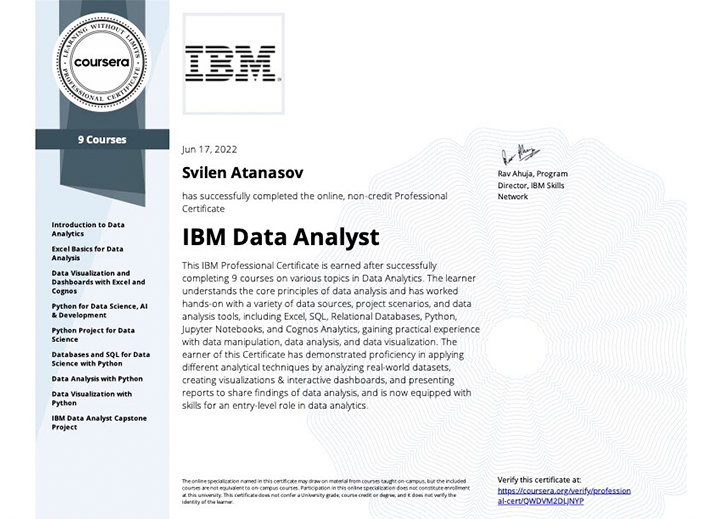 LEARNING WITHOUT LIMITS
coursera
PROFESSIONAL CERTIFICATE
9 Courses
Introduction to Data
Analytics
Excel Basics for Data
Analysis
Data Visualization and
Dashboards with Excel and
Cognos
Python for Data Science, AI
& Development
Python Project for Data
Science
Databases and SQL for Data
Science with Python
Data Analysis with Python
Data Visualization with
Python
IBM Data Analyst Capstone
Project
IBM
Jun 17, 2022
Svilen Atanasov
has successfully completed the online, non-credit Professional
Certificate
IBM Data Analyst
This IBM Professional Certificate is earned after successfully
completing 9 courses on various topics in Data Analytics. The learner
understands the core principles of data analysis and has worked
hands-on with a variety of data sources, project scenarios, and data
analysis tools, including Excel, SQL, Relational Databases, Python,
Jupyter Notebooks, and Cognos Analytics, gaining practical experience
with data manipulation, data analysis, and data visualization. The
earner of this Certificate has demonstrated proficiency in applying
different analytical techniques by analyzing real-world datasets,
creating visualizations & interactive dashboards, and presenting
reports to share findings of data analysis, and is now equipped with
skills for an entry-level role in data analytics.
Rav Ahuja, Program
Director, IBM Skills
Network
The online specialization named in this certificate may draw on material from courses taught on-campus, but the included
courses are not equivalent to on-campus courses. Participation in this online specialization does not constitute enrollment
at this university. This certificate does not confer a University grade, course credit or degree, and it does not verify the
identity of the learner.
Verify this certificate at:
https://coursera.org/verify/profession
al-cert/QWDVM2DLJNYP